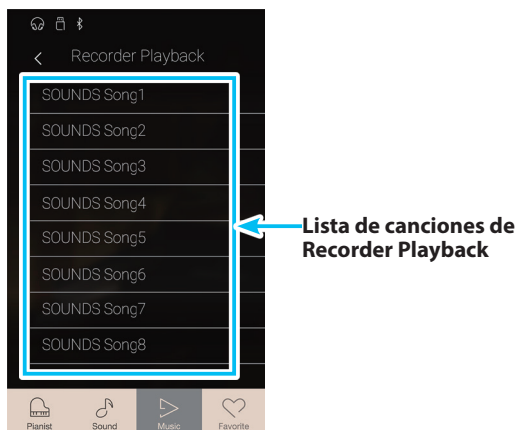 Recorder Playback
SOUNDS Song1
SOUNDS Song2
SOUNDS Song3
SOUNDS Song4
SOUNDS Song5
SOUNDS Song6
SOUNDS Song7
SOUNDS Song8
Lista de canciones de
Recorder Playback
Pianist Sound Music Favorite